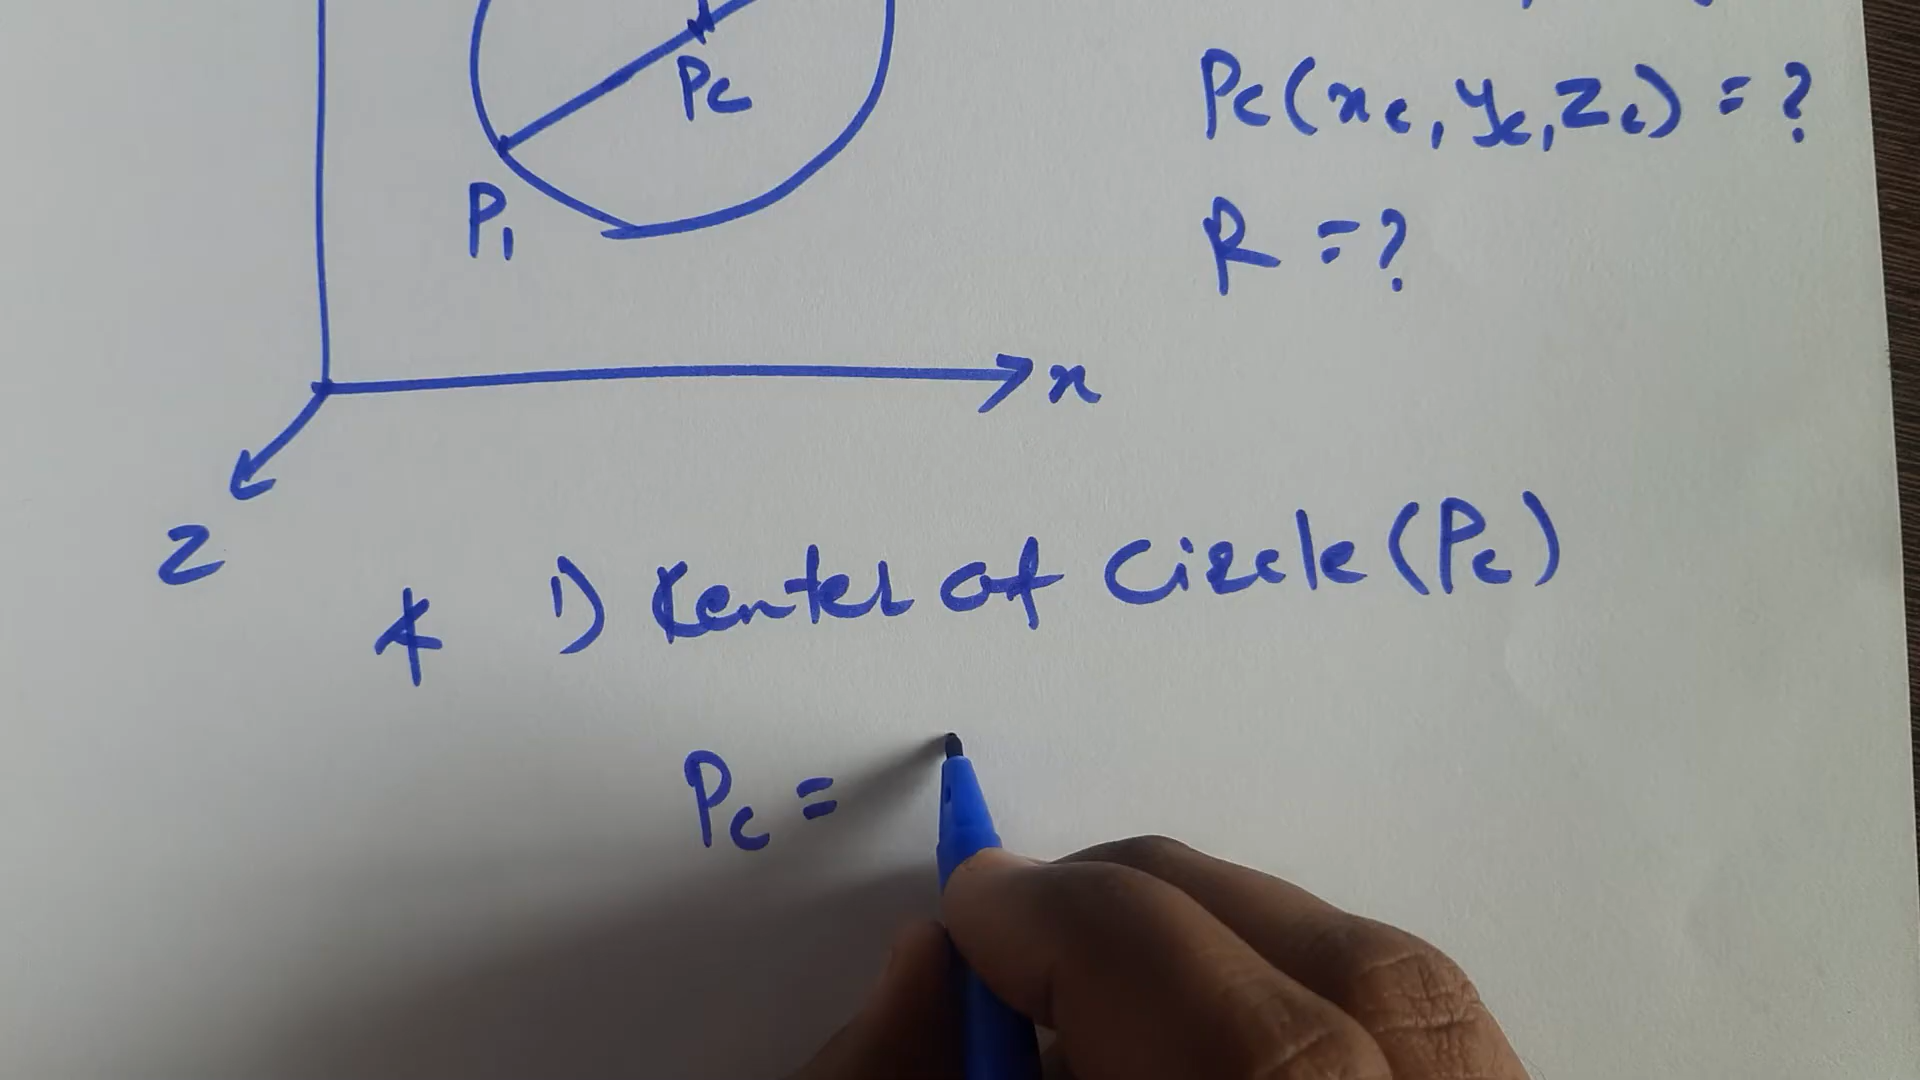 Pc
Pc(xc, yc, zc) = ?
P1
R = ?
x
z
* 1) Center of Circle (Pc)
Pc =